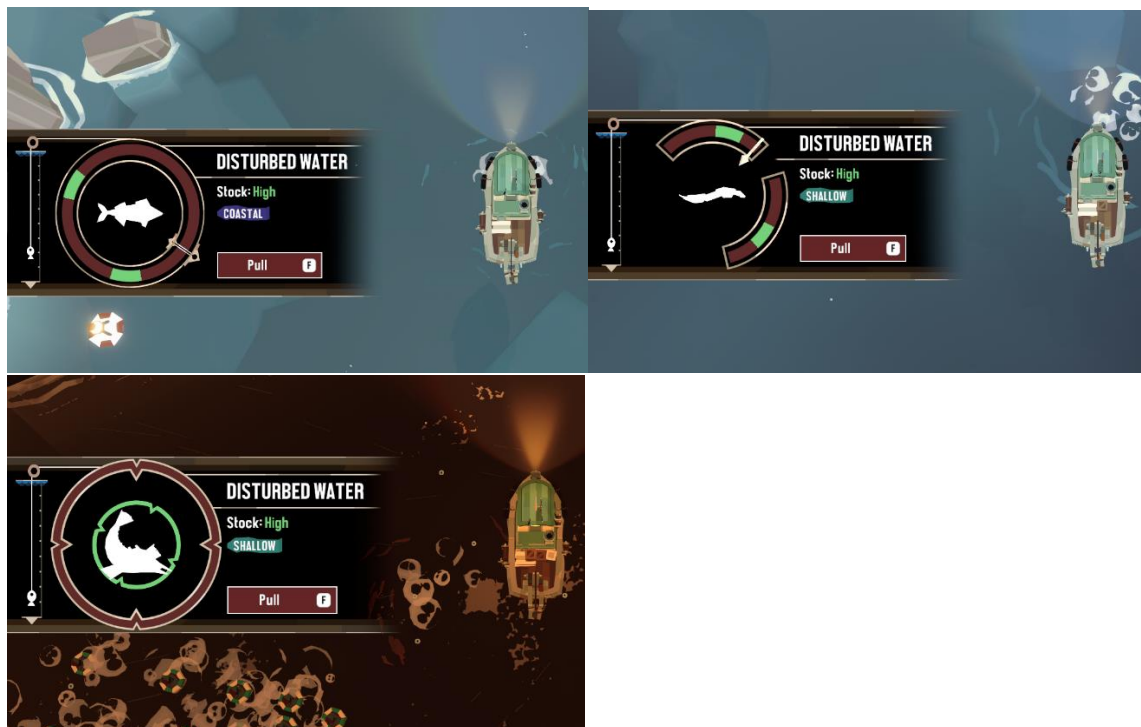 DISTURBED WATER
Stock: High
COASTAL
Pull F
DISTURBED WATER
Stock: High
SHALLOW
Pull F
DISTURBED WATER
Stock: High
SHALLOW
Pull F